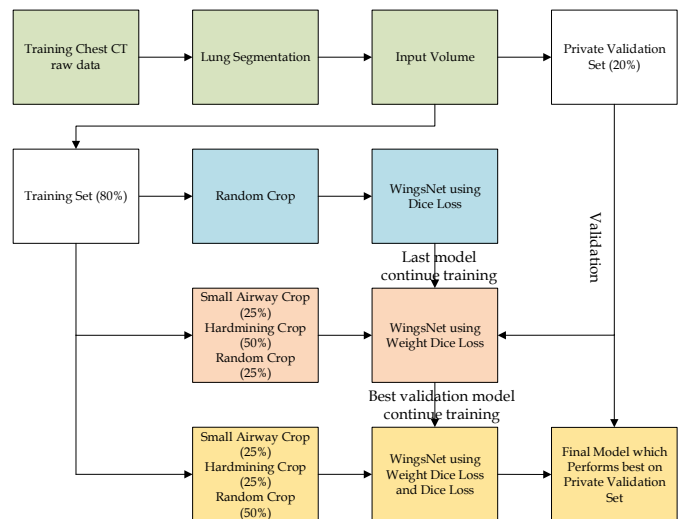 Training Chest CT
raw data
Lung Segmentation
Input Volume
Private Validation
Set (20%)
Training Set (80%)
Random Crop
WingsNet using
Dice Loss
Validation
Last model
continue training
Small Airway Crop
(25%)
Hardmining Crop
(50%)
Random Crop
(25%)
WingsNet using
Weight Dice Loss
Best validation model
continue training
Small Airway Crop
(25%)
Hardmining Crop
(25%)
Random Crop
(50%)
WingsNet using
Weight Dice Loss
and Dice Loss
Final Model which
Performs best on
Private Validation
Set